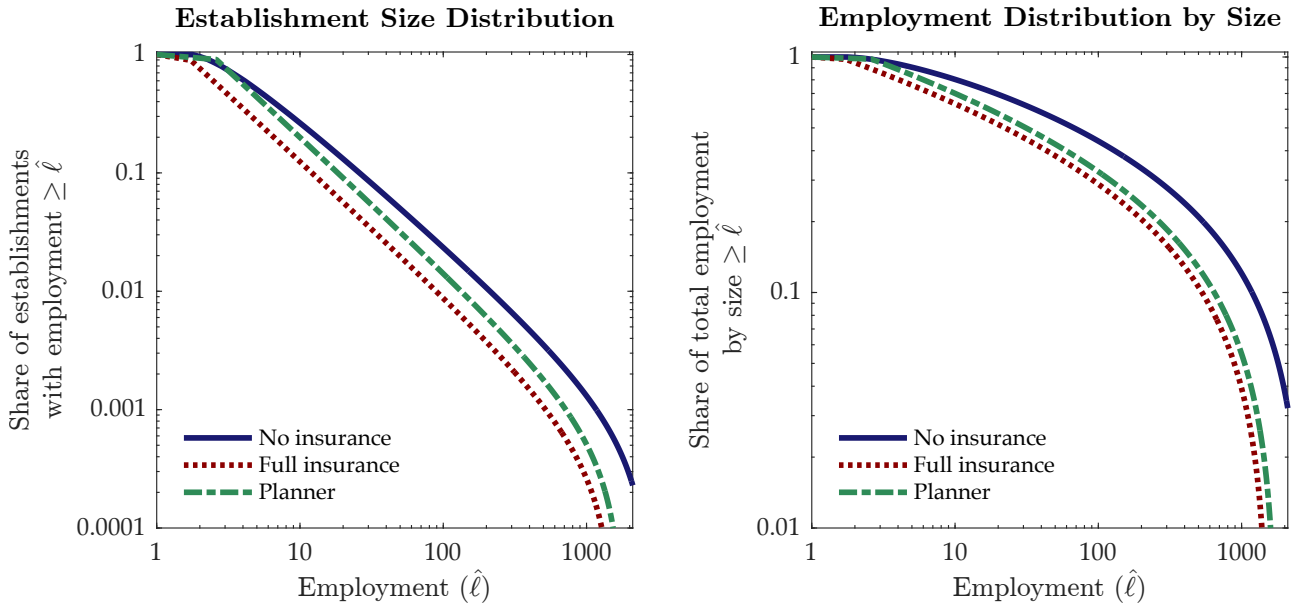 Establishment Size Distribution
1
0.1
0.01
0.001
0.0001
Share of establishments
with employment ≥ ℓ̂
No insurance
Full insurance
Planner
1
10
100
1000
Employment (ℓ̂)
Employment Distribution by Size
1
0.1
0.01
Share of total employment
by size ≥ ℓ̂
No insurance
Full insurance
Planner
1
10
100
1000
Employment (ℓ̂)